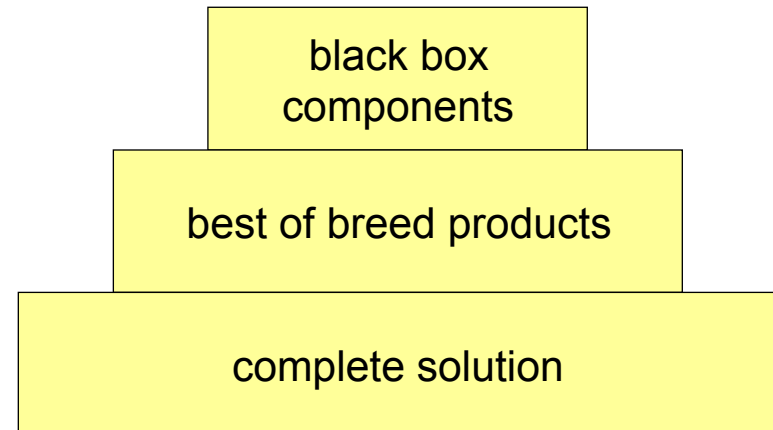 black box
components
best of breed products
complete solution